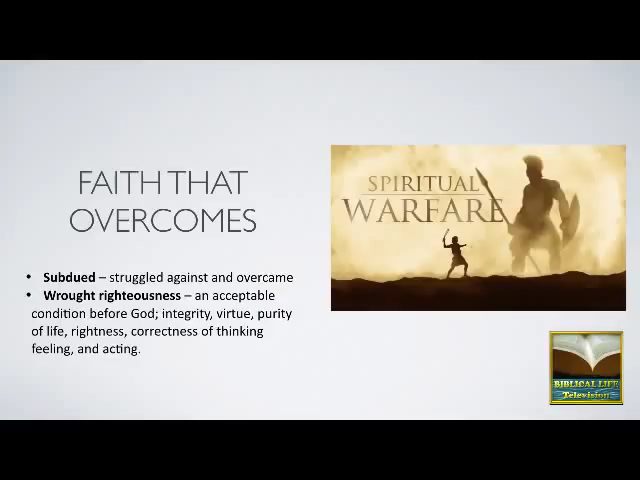 FAITH THAT
OVERCOMES
• Subdued – struggled against and overcame
• Wrought righteousness – an acceptable
condition before God; integrity, virtue, purity
of life, rightness, correctness of thinking
feeling, and acting.
SPIRITUAL
WARFARE
BIBLICAL LIFE
Television